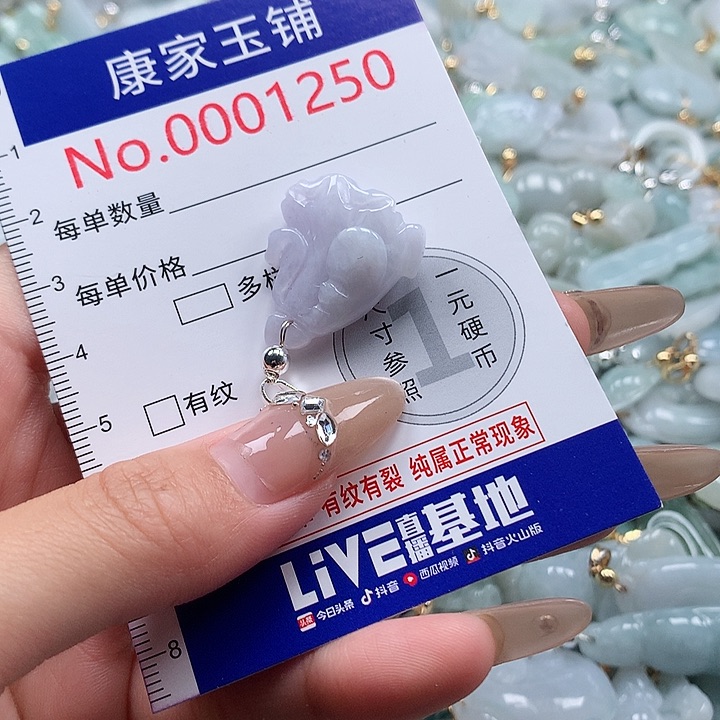 康家玉铺
No.0001250
每单数量
每单价格
多样
有纹
一元硬币
1
尺寸参照
有纹有裂 纯属正常现象
LiVE直播基地
今日头条 抖音 西瓜视频 抖音火山版
1
2
3
4
5
8